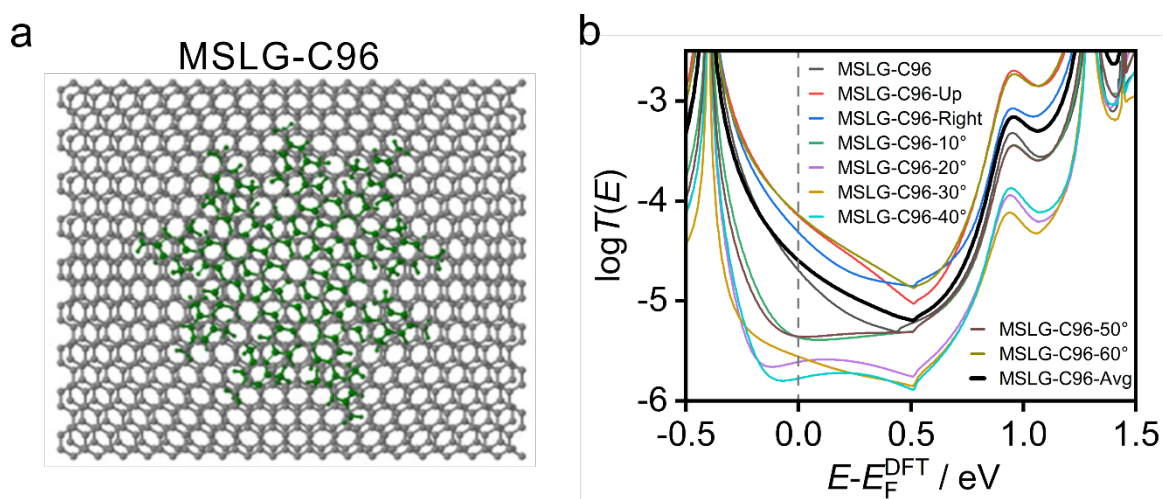 a
MSLG-C96
b
logT(E)
-3
-4
-5
-6
MSLG-C96
MSLG-C96-Up
MSLG-C96-Right
MSLG-C96-10°
MSLG-C96-20°
MSLG-C96-30°
MSLG-C96-40°
MSLG-C96-50°
MSLG-C96-60°
MSLG-C96-Avg
-0.5 0.0 0.5 1.0 1.5
E-E_F^DFT / eV